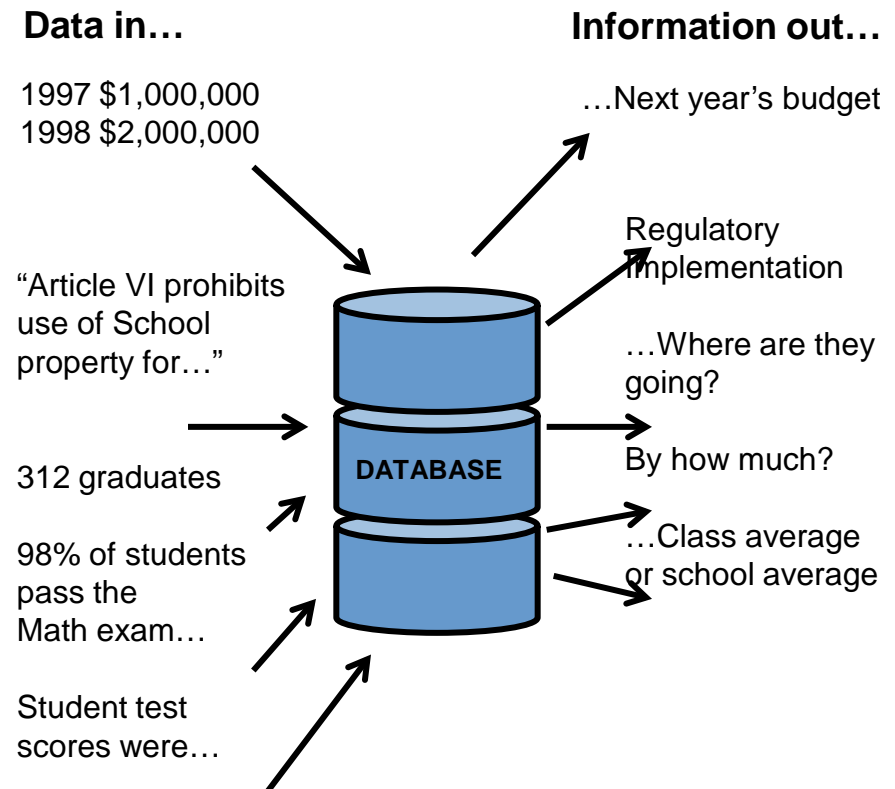 Data in…
1997 $1,000,000
1998 $2,000,000
“Article VI prohibits
use of School
property for…”
312 graduates
98% of students
pass the
Math exam…
Student test
scores were…
DATABASE
Information out…
…Next year’s budget
Regulatory
Implementation
…Where are they
going?
By how much?
…Class average
or school average